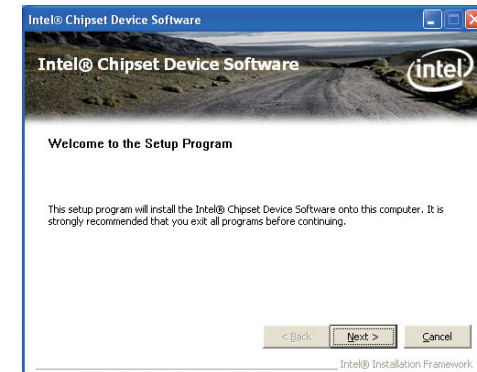 Intel® Chipset Device Software
Intel® Chipset Device Software
intel
Welcome to the Setup Program
This setup program will install the Intel® Chipset Device Software onto this computer. It is
strongly recommended that you exit all programs before continuing.
< Back
Next >
Cancel
Intel® Installation Framework